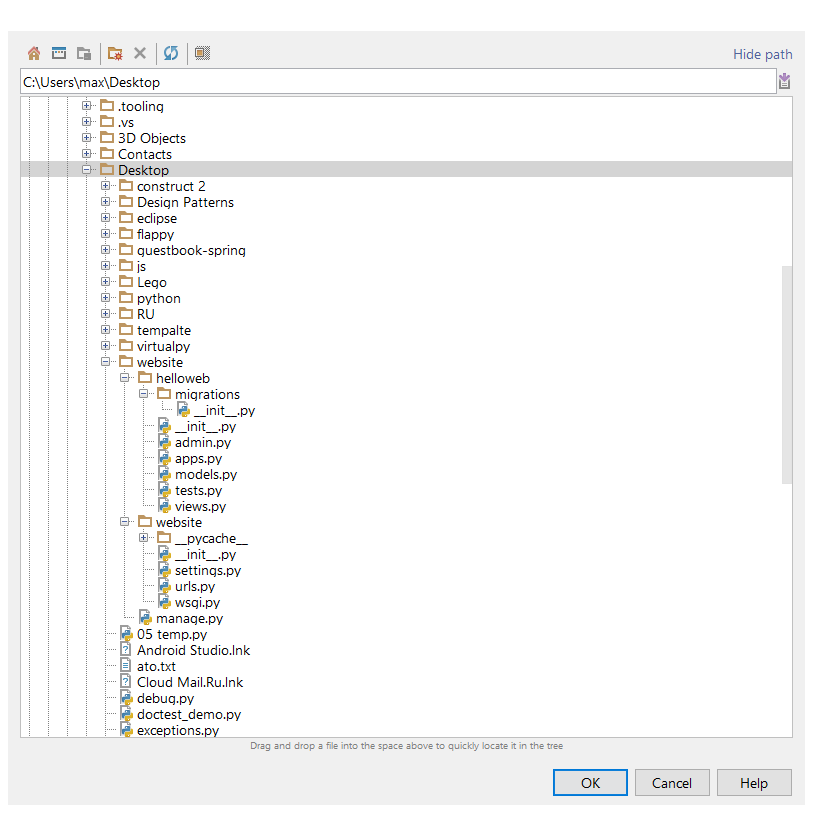 Hide path
C:\Users\max\Desktop
.tooling
.vs
3D Objects
Contacts
Desktop
construct 2
Design Patterns
eclipse
flappy
guestbook-spring
js
Lego
python
RU
tempalte
virtualpy
website
helloweb
migrations
__init__.py
__init__.py
admin.py
apps.py
models.py
tests.py
views.py
website
__pycache__
__init__.py
settings.py
urls.py
wsgi.py
manage.py
05 temp.py
Android Studio.lnk
ato.txt
Cloud Mail.Ru.lnk
debug.py
doctest_demo.py
exceptions.py
Drag and drop a file into the space above to quickly locate it in the tree
OK Cancel Help